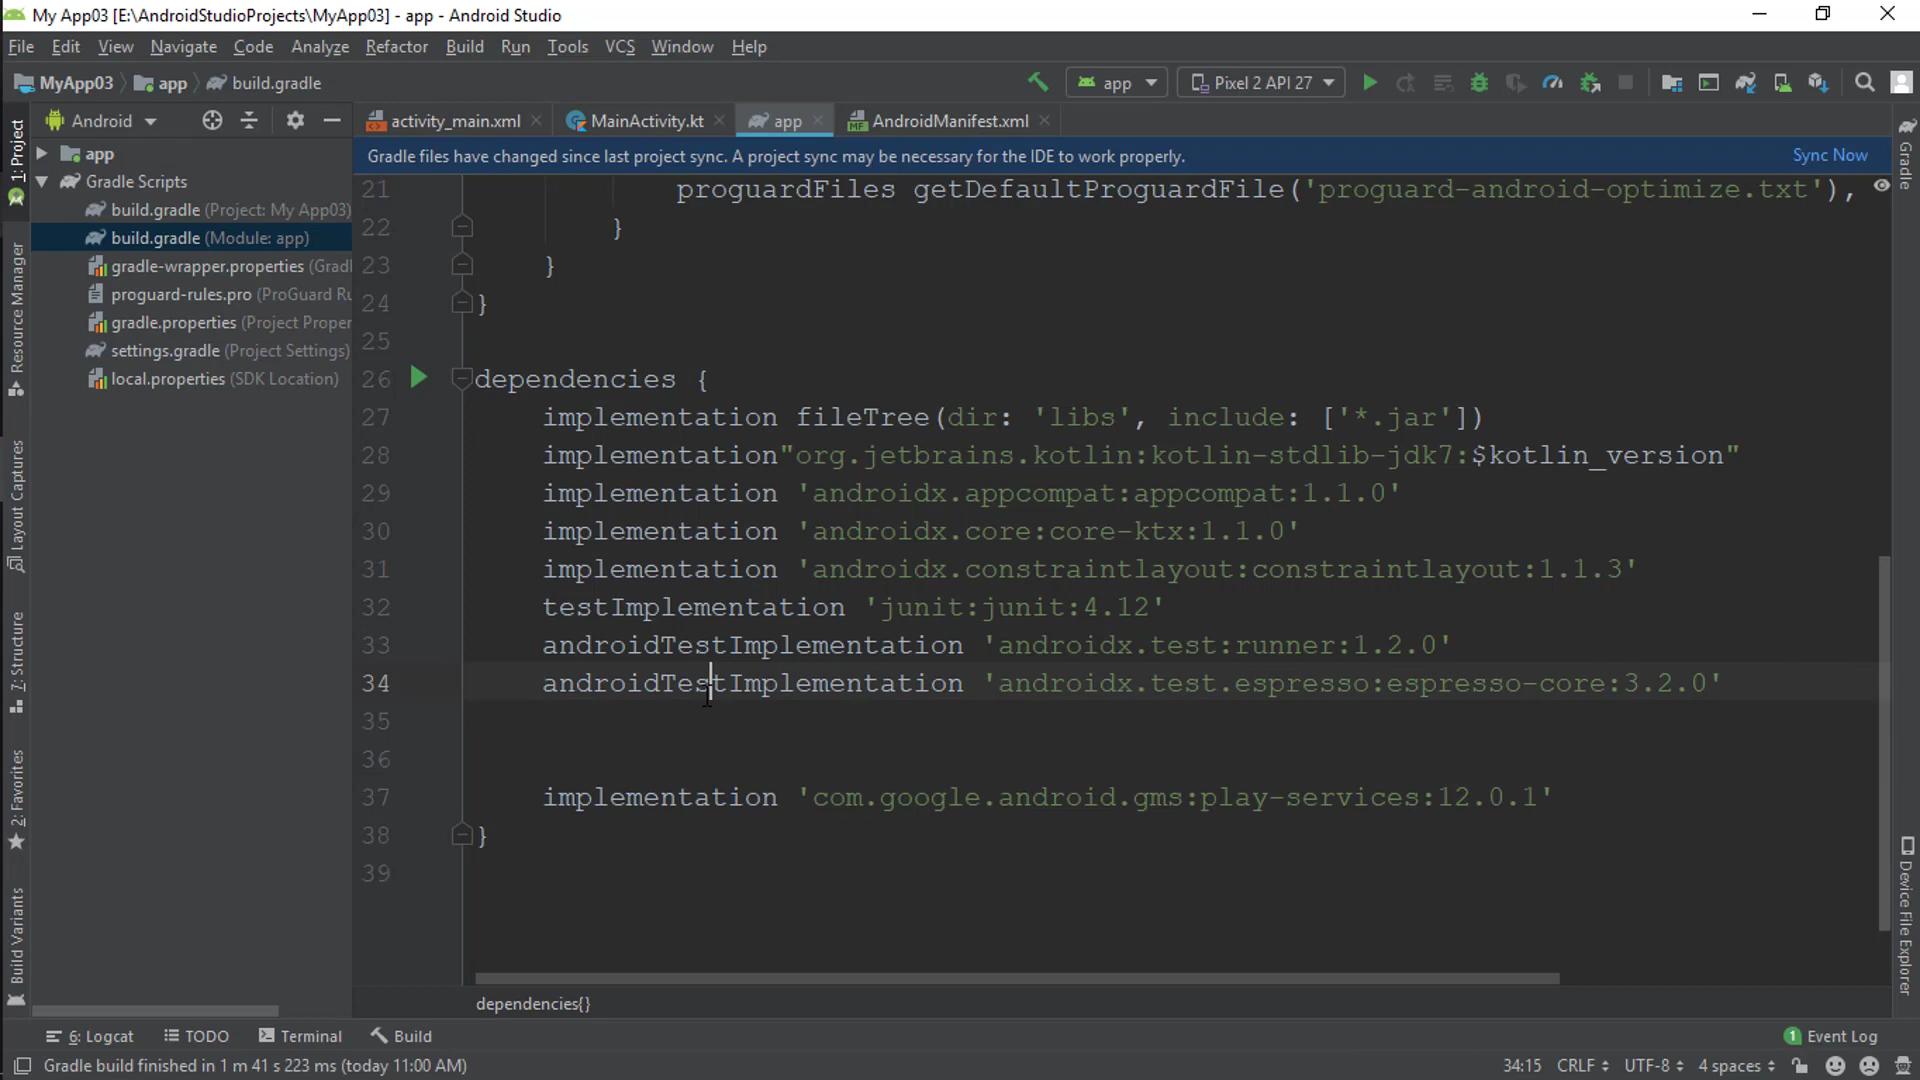 My App03 [E:\AndroidStudioProjects\MyApp03] - app - Android Studio
File Edit View Navigate Code Analyze Refactor Build Run Tools VCS Window Help
MyApp03 app build.gradle app Pixel 2 API 27
Android activity_main.xml MainActivity.kt app AndroidManifest.xml
Gradle files have changed since last project sync. A project sync may be necessary for the IDE to work properly. Sync Now
app
Gradle Scripts
build.gradle (Project: My App03)
build.gradle (Module: app)
gradle-wrapper.properties (Grad
proguard-rules.pro (ProGuard Ru
gradle.properties (Project Proper
settings.gradle (Project Settings)
local.properties (SDK Location)
21 proguardFiles getDefaultProguardFile('proguard-android-optimize.txt'),
22 }
23 }
24 }
25
26 dependencies {
27 implementation fileTree(dir: 'libs', include: ['*.jar'])
28 implementation"org.jetbrains.kotlin:kotlin-stdlib-jdk7:$kotlin_version"
29 implementation 'androidx.appcompat:appcompat:1.1.0'
30 implementation 'androidx.core:core-ktx:1.1.0'
31 implementation 'androidx.constraintlayout:constraintlayout:1.1.3'
32 testImplementation 'junit:junit:4.12'
33 androidTestImplementation 'androidx.test:runner:1.2.0'
34 androidTestImplementation 'androidx.test.espresso:espresso-core:3.2.0'
35
36
37 implementation 'com.google.android.gms:play-services:12.0.1'
38 }
39
dependencies{}
1: Project
Resource Manager
Layout Captures
7: Structure
2: Favorites
Build Variants
Gradle
Device File Explorer
6: Logcat TODO Terminal Build 1 Event Log
Gradle build finished in 1 m 41 s 223 ms (today 11:00 AM) 34:15 CRLF UTF-8 4 spaces